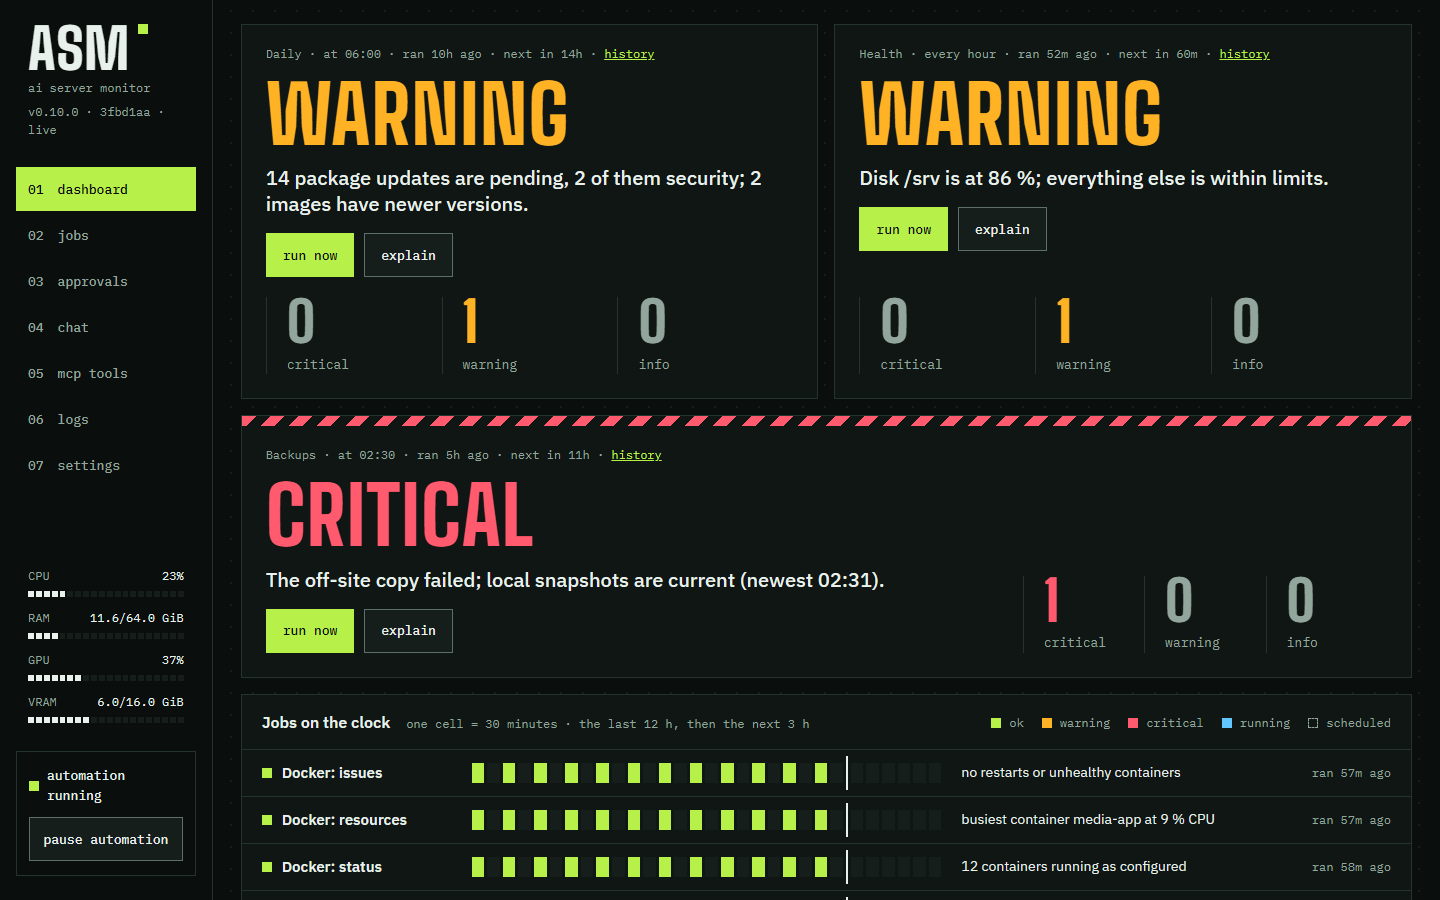 ASM
ai server monitor
v0.10.0 · 3fbd1aa ·
live
01 dashboard
02 jobs
03 approvals
04 chat
05 mcp tools
06 logs
07 settings
CPU 23%
RAM 11.6/64.0 GiB
GPU 37%
VRAM 6.0/16.0 GiB
automation
running
pause automation
Daily · at 06:00 · ran 10h ago · next in 14h · history
WARNING
14 package updates are pending, 2 of them security; 2
images have newer versions.
run now explain
0 1 0
critical warning info
Health · every hour · ran 52m ago · next in 60m · history
WARNING
Disk /srv is at 86 %; everything else is within limits.
run now explain
0 1 0
critical warning info
Backups · at 02:30 · ran 5h ago · next in 11h · history
CRITICAL
The off-site copy failed; local snapshots are current (newest 02:31).
run now explain
1 0 0
critical warning info
Jobs on the clock one cell = 30 minutes · the last 12 h, then the next 3 h ok warning critical running scheduled
Docker: issues no restarts or unhealthy containers ran 57m ago
Docker: resources busiest container media-app at 9 % CPU ran 57m ago
Docker: status 12 containers running as configured ran 58m ago